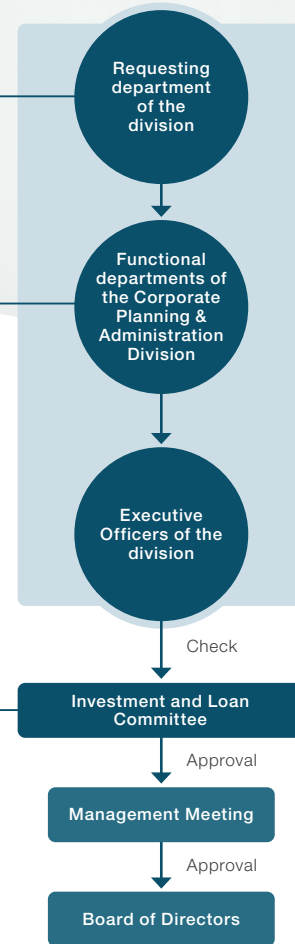 Requesting
department
of the
division
Functional
departments of
the Corporate
Planning &
Administration
Division
Executive
Officers of the
division
Check
Investment and Loan
Committee
Approval
Management Meeting
Approval
Board of Directors